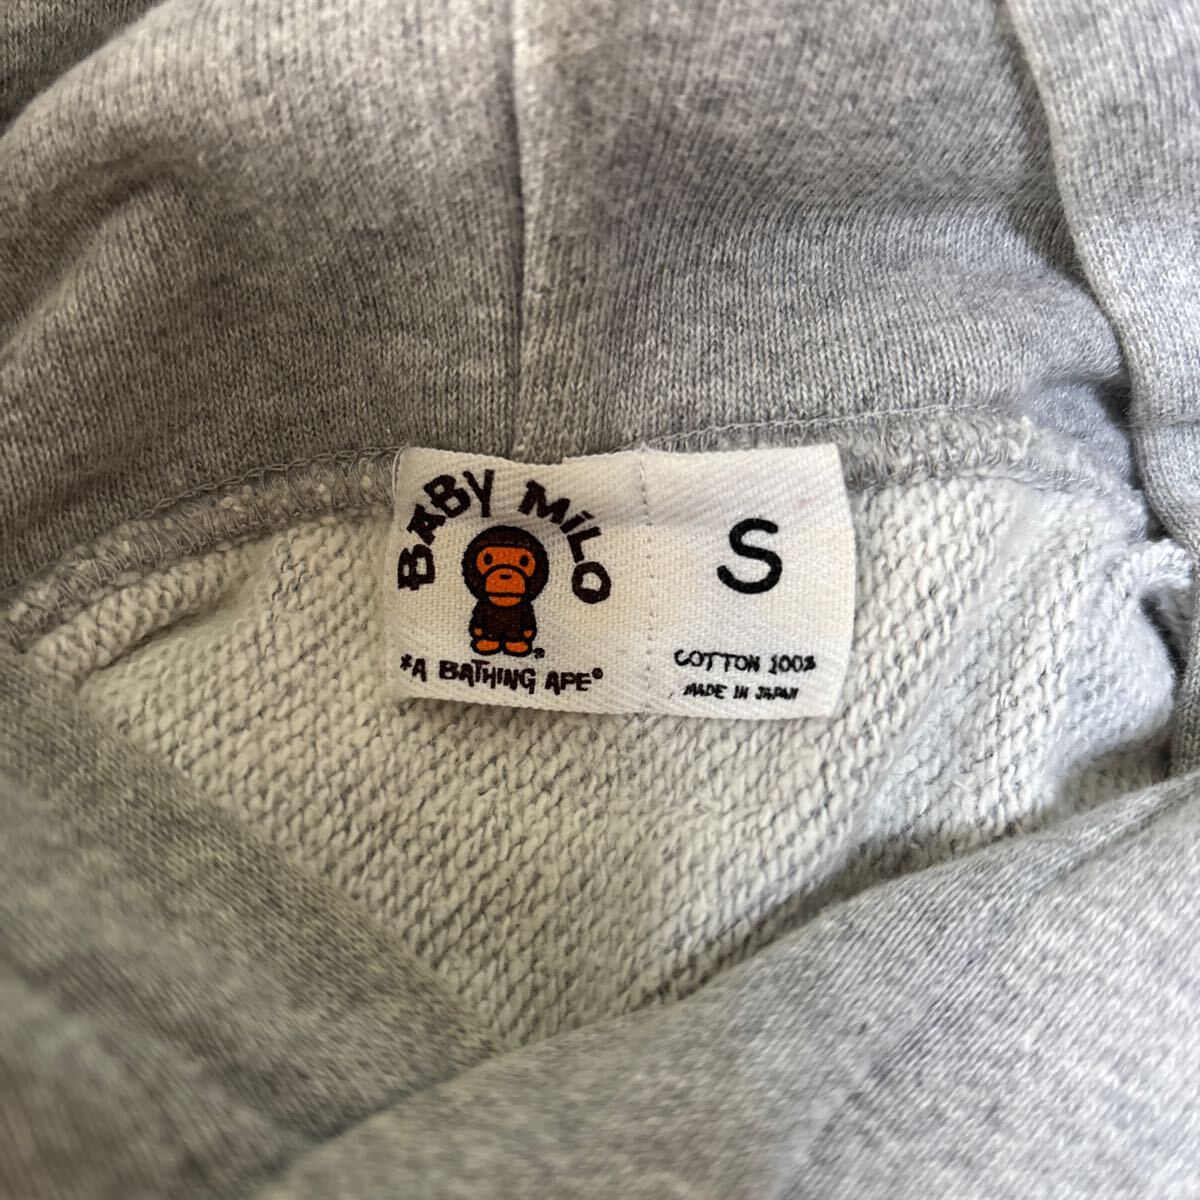 BABY MiLO
*A BATHING APE®
S
COTTON 100%
MADE IN JAPAN